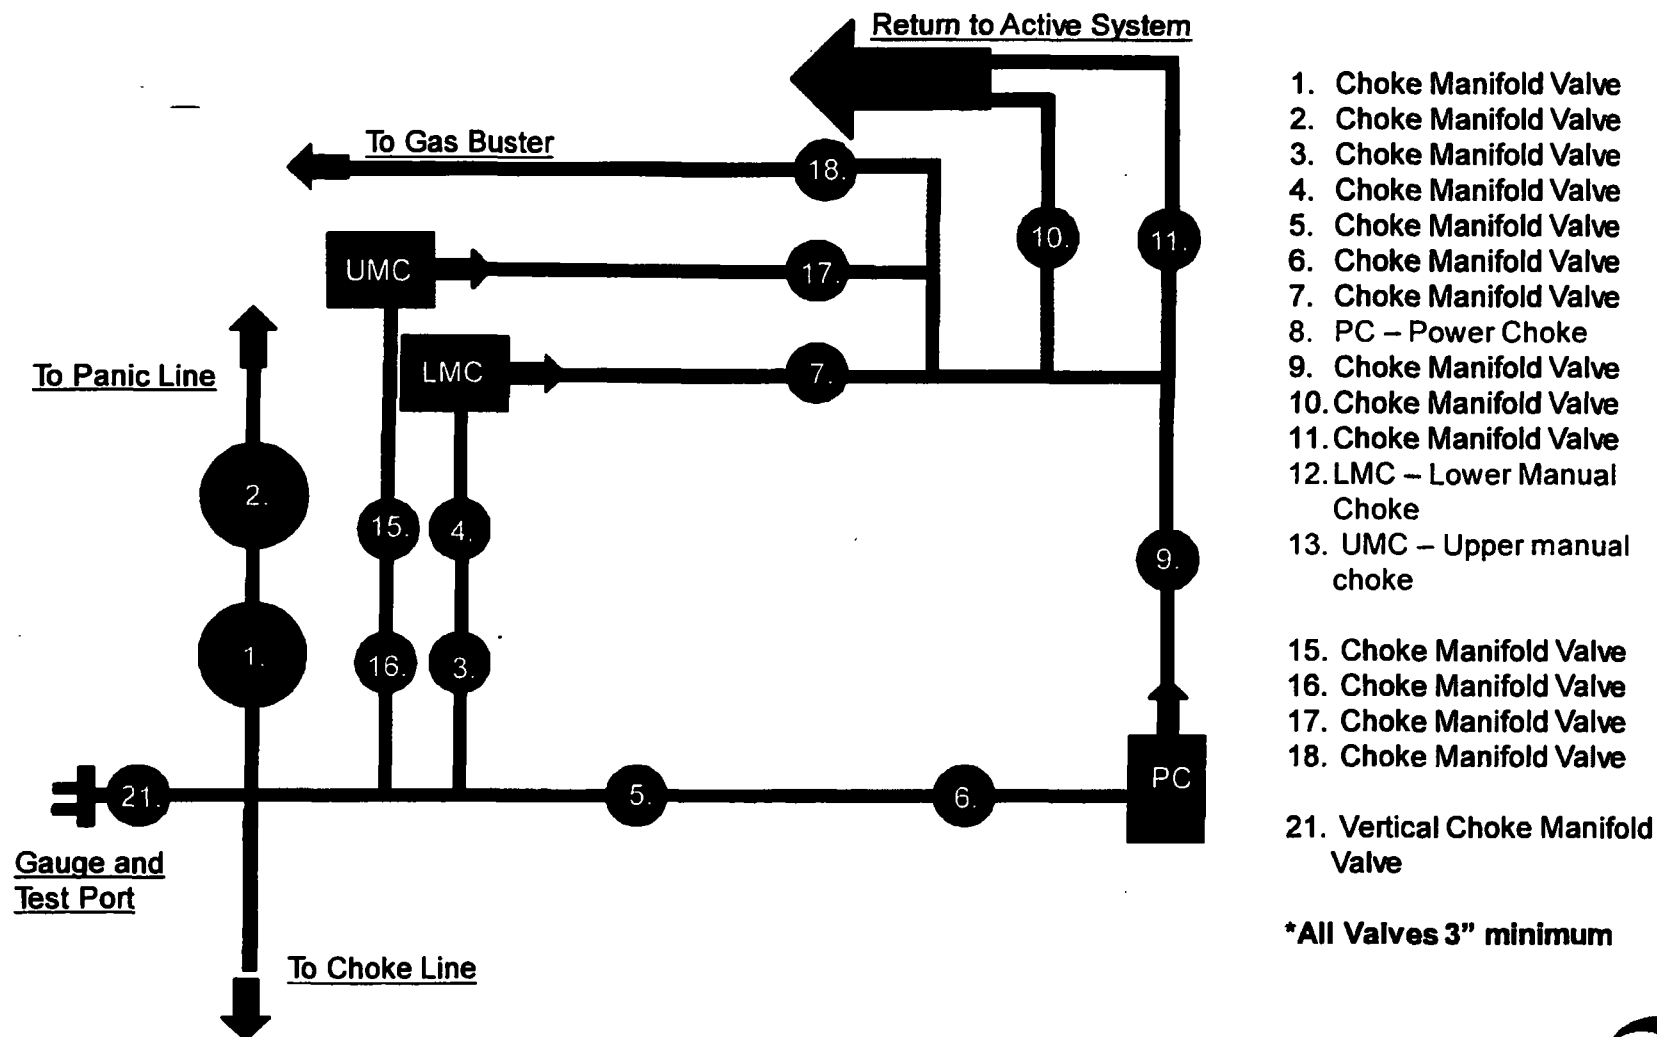 Return to Active System
To Gas Buster
18.
UMC
17.
10.
11.
To Panic Line
LMC
7.
2.
15.
4.
9.
1.
16.
3.
21.
5.
6.
PC
Gauge and
Test Port
To Choke Line
1. Choke Manifold Valve
2. Choke Manifold Valve
3. Choke Manifold Valve
4. Choke Manifold Valve
5. Choke Manifold Valve
6. Choke Manifold Valve
7. Choke Manifold Valve
8. PC – Power Choke
9. Choke Manifold Valve
10. Choke Manifold Valve
11. Choke Manifold Valve
12. LMC – Lower Manual
Choke
13. UMC – Upper manual
choke
15. Choke Manifold Valve
16. Choke Manifold Valve
17. Choke Manifold Valve
18. Choke Manifold Valve
21. Vertical Choke Manifold
Valve
*All Valves 3" minimum